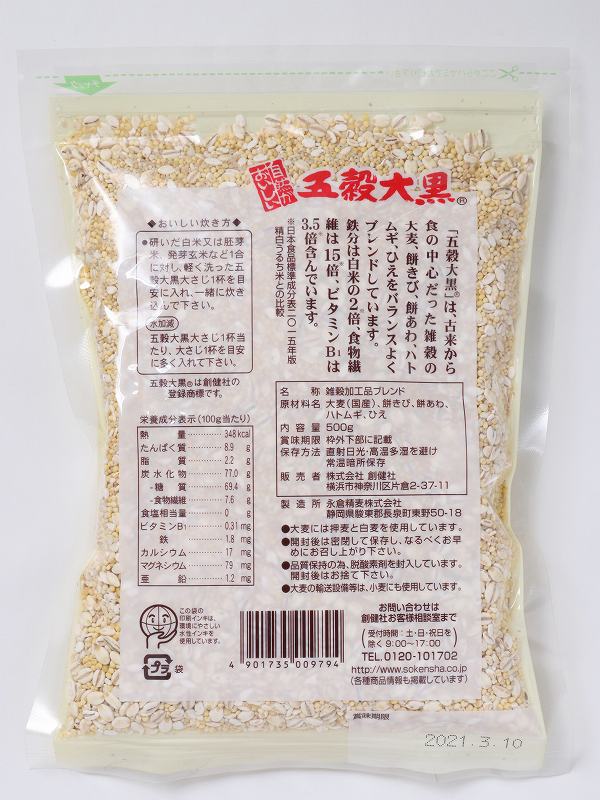 チャック
自然がおいしい
五穀大黒®
「五穀大黒®」は、古来から
食の中心だった雑穀の
大麦、餅きび、餅あわ、ハト
ムギ、ひえをバランスよく
ブレンドしています。
鉄分は白米の2倍、食物繊
維は15倍、ビタミンB1は
3.5倍含んでいます。※
※日本食品標準成分表二〇一五年版
精白うるち米との比較
◆おいしい炊き方◆
●研いだ白米又は胚芽
米、発芽玄米など1合
に対し、軽く洗った五
穀大黒大さじ1杯を目
安に入れ、一緒に炊き
込んで下さい。
水加減
五穀大黒大さじ1杯当
たり、大さじ1杯を目安
に多く入れて下さい。
五穀大黒®は創健社の
登録商標です。
栄養成分表示(100g当たり)
熱量 348kcal
たんぱく質 8.9 g
脂質 2.2 g
炭水化物 77.0 g
-糖質 69.4 g
-食物繊維 7.6 g
食塩相当量 0 g
ビタミンB1 0.31 mg
鉄 1.8 mg
カルシウム 17 mg
マグネシウム 79 mg
亜鉛 1.2 mg
名称 雑穀加工品ブレンド
原材料名 大麦(国産)、餅きび、餅あわ、
ハトムギ、ひえ
内容量 500g
賞味期限 枠外下部に記載
保存方法 直射日光・高温多湿を避け
常温暗所保存
販売者 株式会社 創健社
横浜市神奈川区片倉2-37-11
製造所 永倉精麦株式会社
静岡県駿東郡長泉町東野50-18
●大麦には押麦と白麦を使用しています。
●開封後は密閉して保存し、なるべくお早
めにお召し上がり下さい。
●品質保持の為、脱酸素剤を封入しています。
開封後はお捨て下さい。
●大麦の輸送設備等は、小麦にも使用しています。
この袋の
印刷インキは、
環境にやさしい
水性インキを
使用しています。
プラ
袋
4 901735 009794
お問い合わせは
創健社お客様相談室まで
(受付時間:土・日・祝日を
除く 9:00〜17:00)
TEL.0120-101702
http://www.sokensha.co.jp
(各種商品情報も掲載しています)
賞味期限
2021.3.10